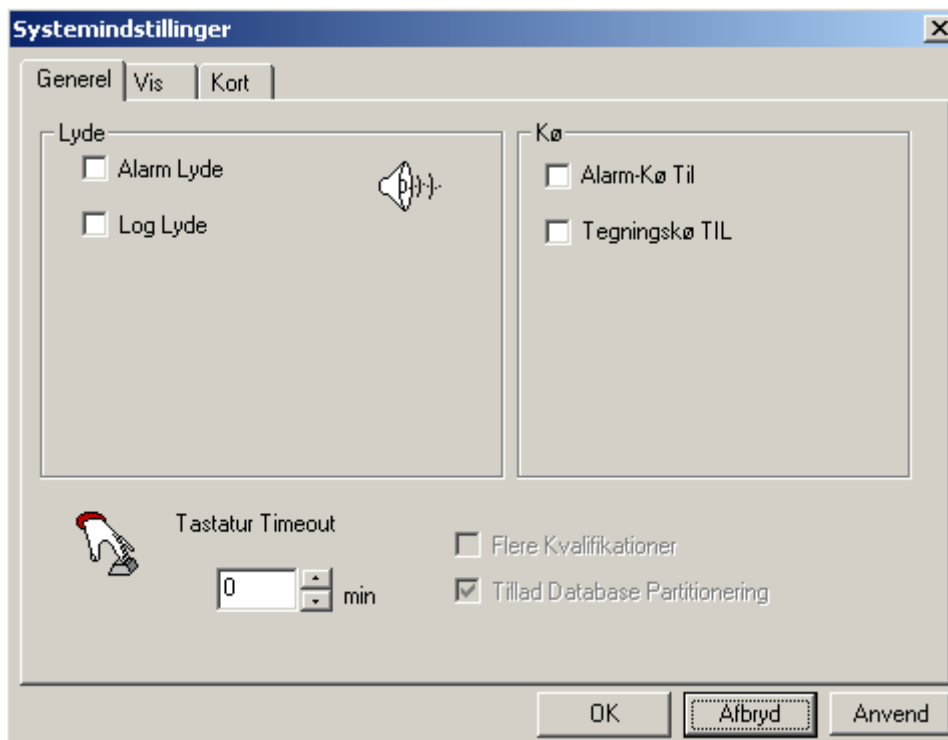 Systemindstillinger
Generel Vis Kort
Lyde
Alarm Lyde
Log Lyde
Kø
Alarm-Kø Til
Tegningskø TIL
Tastatur Timeout
0 min
Flere Kvalifikationer
Tillad Database Partitionering
OK Afbryd Anvend